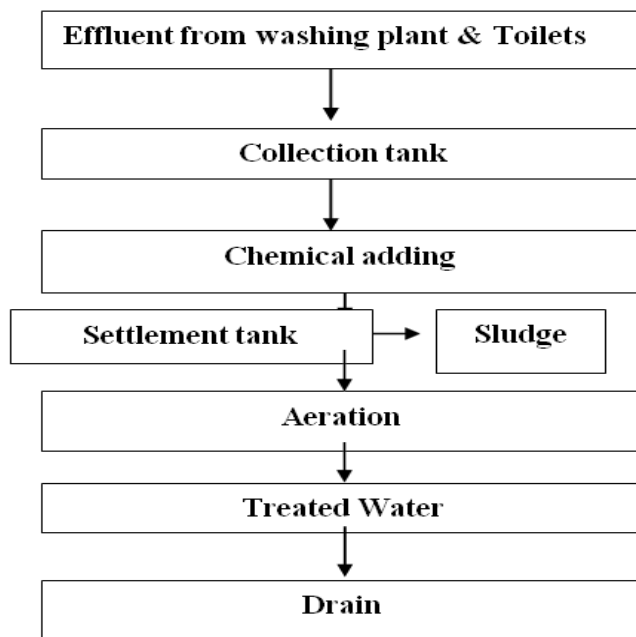 Effluent from washing plant & Toilets
Collection tank
Chemical adding
Settlement tank
Sludge
Aeration
Treated Water
Drain